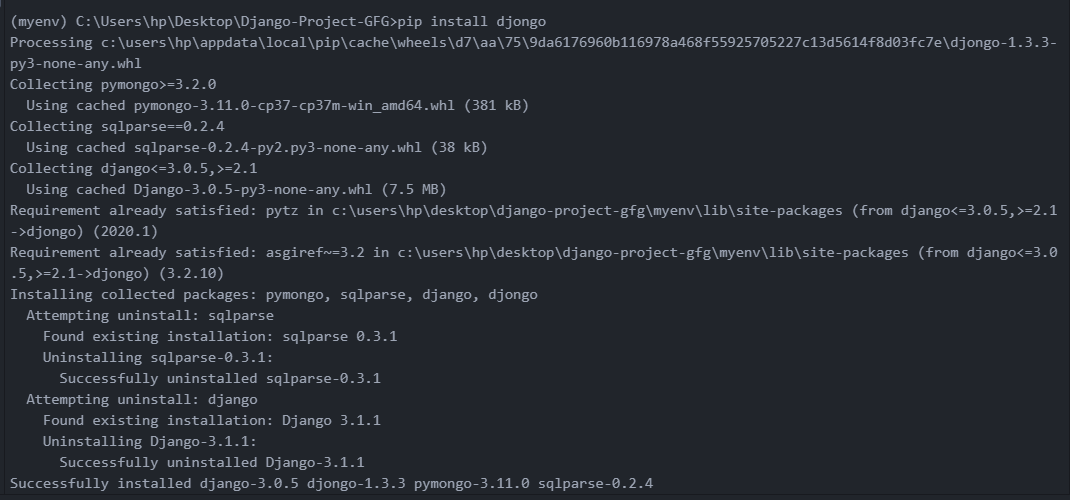 (myenv) C:\Users\hp\Desktop\Django-Project-GFG>pip install djongo
Processing c:\users\hp\appdata\local\pip\cache\wheels\d7\aa\75\9da6176960b116978a468f55925705227c13d5614f8d03fc7e\djongo-1.3.3-
py3-none-any.whl
Collecting pymongo>=3.2.0
  Using cached pymongo-3.11.0-cp37-cp37m-win_amd64.whl (381 kB)
Collecting sqlparse==0.2.4
  Using cached sqlparse-0.2.4-py2.py3-none-any.whl (38 kB)
Collecting django<=3.0.5,>=2.1
  Using cached Django-3.0.5-py3-none-any.whl (7.5 MB)
Requirement already satisfied: pytz in c:\users\hp\desktop\django-project-gfg\myenv\lib\site-packages (from django<=3.0.5,>=2.1
->djongo) (2020.1)
Requirement already satisfied: asgiref~=3.2 in c:\users\hp\desktop\django-project-gfg\myenv\lib\site-packages (from django<=3.0
.5,>=2.1->djongo) (3.2.10)
Installing collected packages: pymongo, sqlparse, django, djongo
  Attempting uninstall: sqlparse
    Found existing installation: sqlparse 0.3.1
    Uninstalling sqlparse-0.3.1:
      Successfully uninstalled sqlparse-0.3.1
  Attempting uninstall: django
    Found existing installation: Django 3.1.1
    Uninstalling Django-3.1.1:
      Successfully uninstalled Django-3.1.1
Successfully installed django-3.0.5 djongo-1.3.3 pymongo-3.11.0 sqlparse-0.2.4